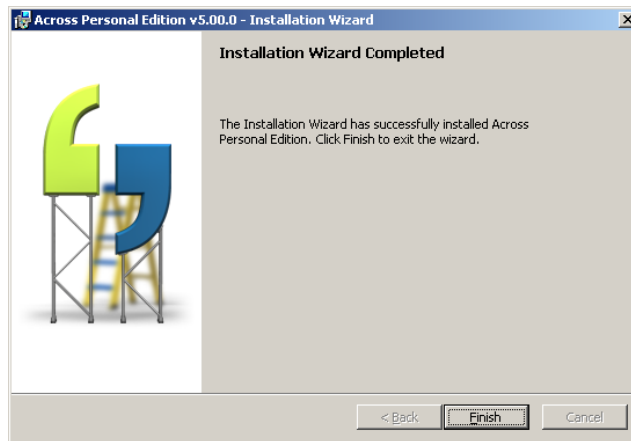 Across Personal Edition v5.00.0 - Installation Wizard
Installation Wizard Completed
The Installation Wizard has successfully installed Across
Personal Edition. Click Finish to exit the wizard.
< Back
Finish
Cancel